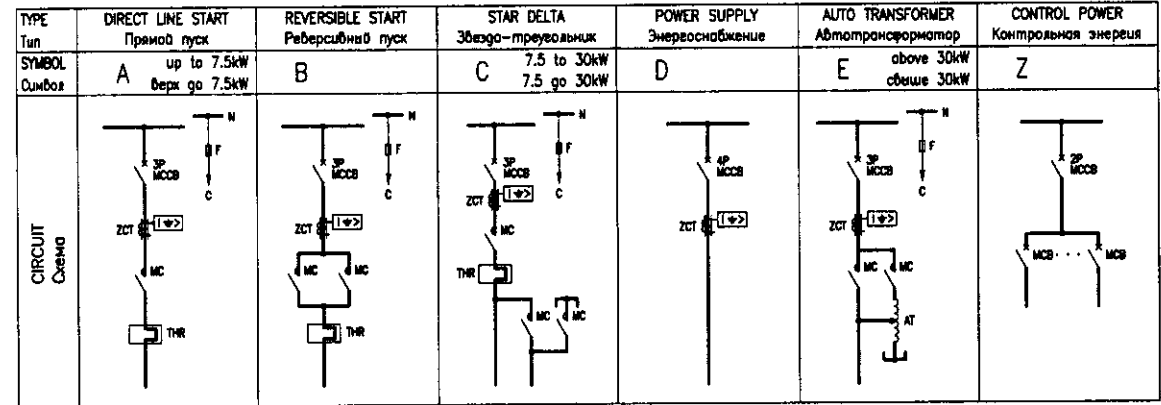 TYPE
Тип
DIRECT LINE START
Прямой пуск
REVERSIBLE START
Реверсивный пуск
STAR DELTA
Звезда-треугольник
POWER SUPPLY
Энергоснабжение
AUTO TRANSFORMER
Автотрансформатор
CONTROL POWER
Контрольная энергия
SYMBOL
Символ
A
up to 7.5kW
верх до 7.5kW
B
C
7.5 to 30kW
7.5 до 30kW
D
E
above 30kW
свыше 30kW
Z
CIRCUIT
Схема
N
F
C
3P
MCCB
ZCT
I >
MC
THR
N
F
C
3P
MCCB
ZCT
I >
MC
MC
THR
3P
MCCB
ZCT
I >
MC
THR
MC
MC
4P
MCCB
ZCT
I >
N
F
C
3P
MCCB
ZCT
I >
MC
MC
AT
2P
MCCB
MCB
MCB